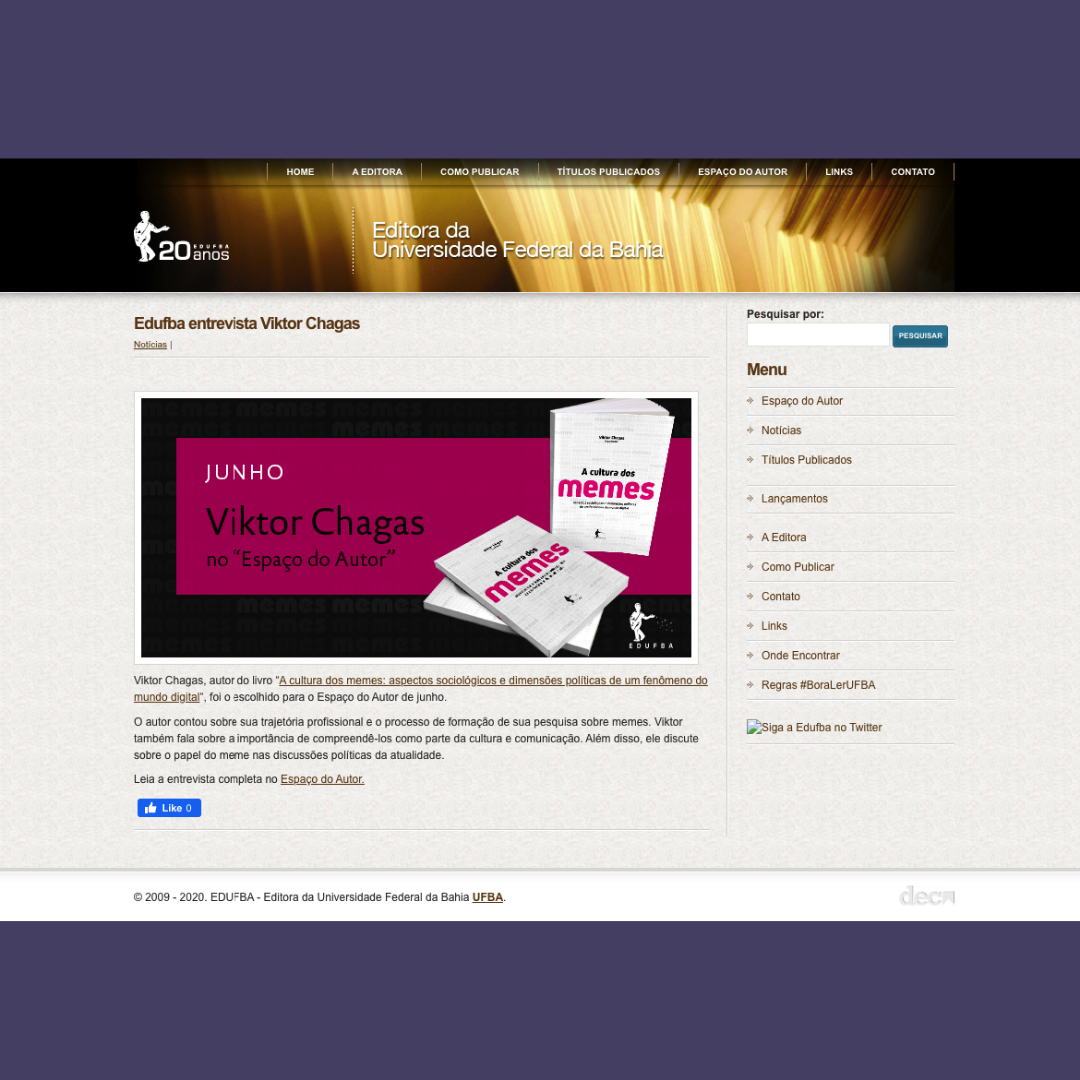 HOME
A EDITORA
COMO PUBLICAR
TÍTULOS PUBLICADOS
ESPAÇO DO AUTOR
LINKS
CONTATO
EDUFBA
20 anos
Editora da
Universidade Federal da Bahia
Edufba entrevista Viktor Chagas
Notícias |
JUNHO
Viktor Chagas
no "Espaço do Autor"
Viktor Chagas
A cultura dos
memes
A cultura dos
memes
EDUFBA
Viktor Chagas, autor do livro "A cultura dos memes: aspectos sociológicos e dimensões políticas de um fenômeno do
mundo digital", foi o escolhido para o Espaço do Autor de junho.
O autor contou sobre sua trajetória profissional e o processo de formação de sua pesquisa sobre memes. Viktor
também fala sobre a importância de compreendê-los como parte da cultura e comunicação. Além disso, ele discute
sobre o papel do meme nas discussões políticas da atualidade.
Leia a entrevista completa no Espaço do Autor.
Like 0
Pesquisar por:
PESQUISAR
Menu
Espaço do Autor
Notícias
Títulos Publicados
Lançamentos
A Editora
Como Publicar
Contato
Links
Onde Encontrar
Regras #BoraLerUFBA
Siga a Edufba no Twitter
© 2009 - 2020. EDUFBA - Editora da Universidade Federal da Bahia UFBA.